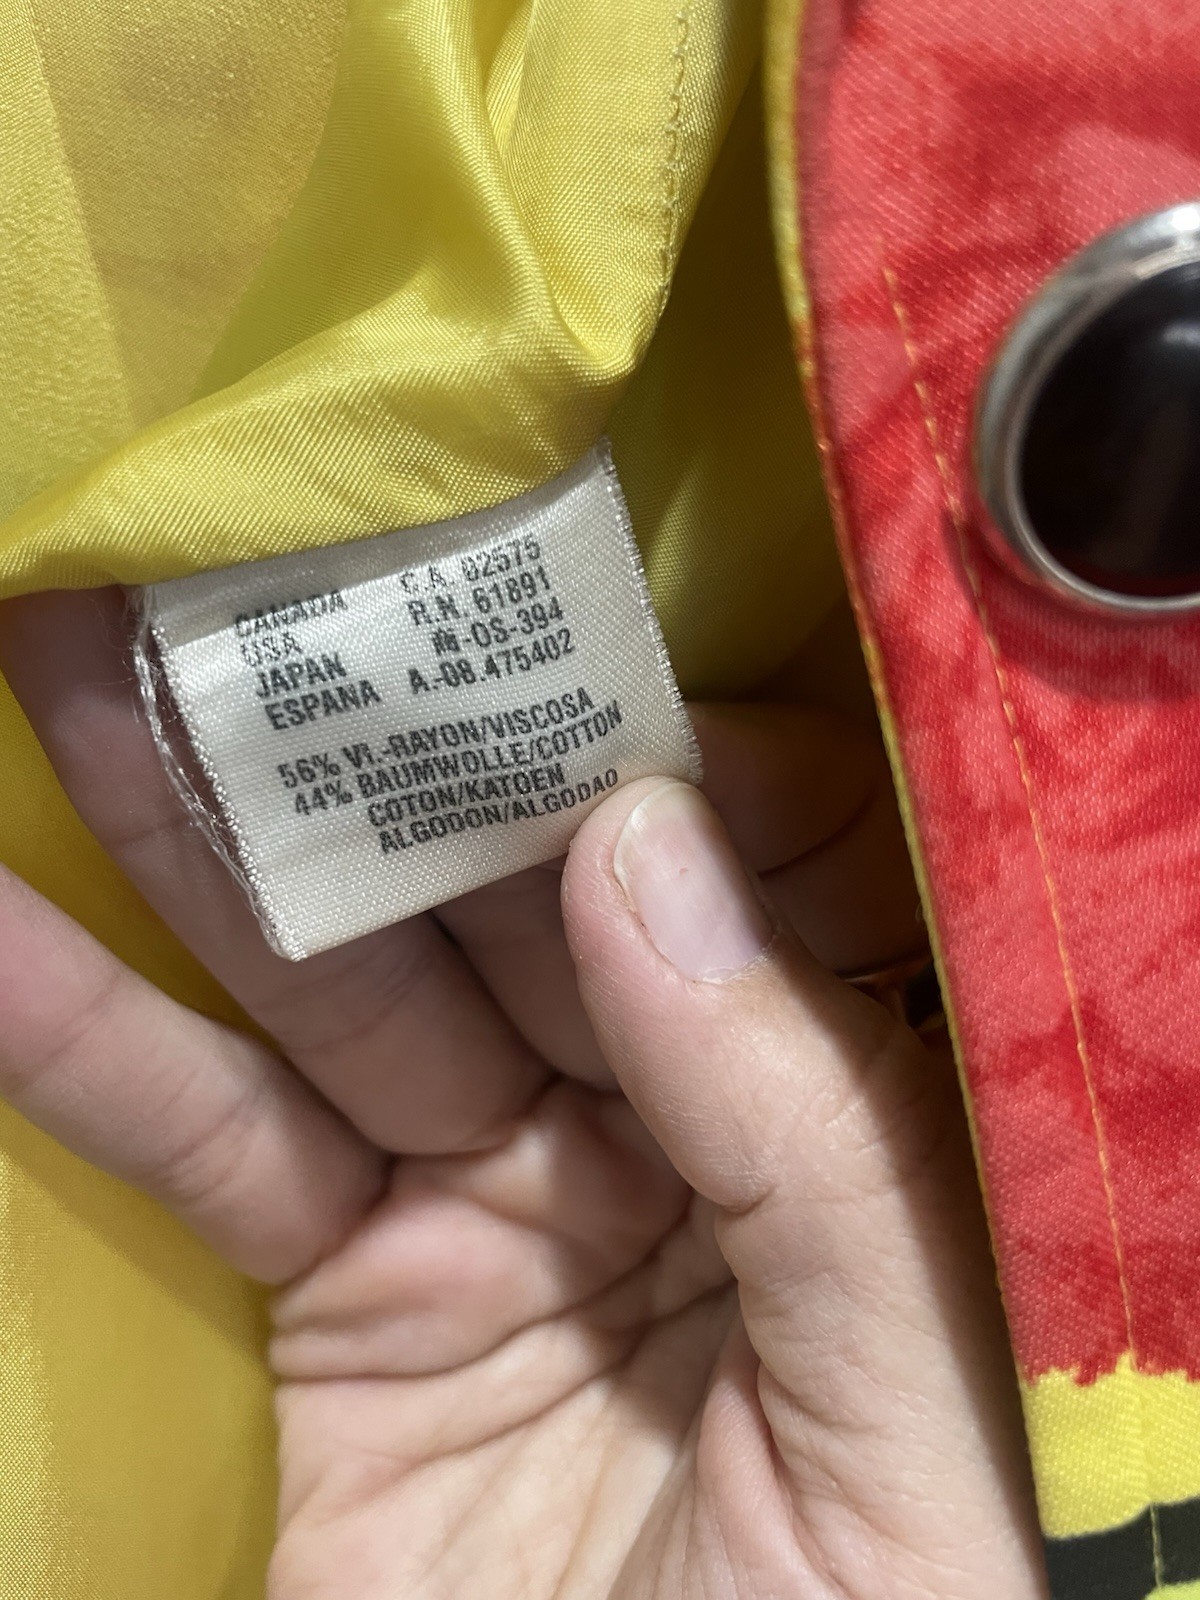 CANADA C.A. 02575
USA R.N. 61891
JAPAN 商-OS-394
ESPANA A.-08.475402
56% VI.-RAYON/VISCOSA
44% BAUMWOLLE/COTTON
COTON/KATOEN
ALGODON/ALGODAO